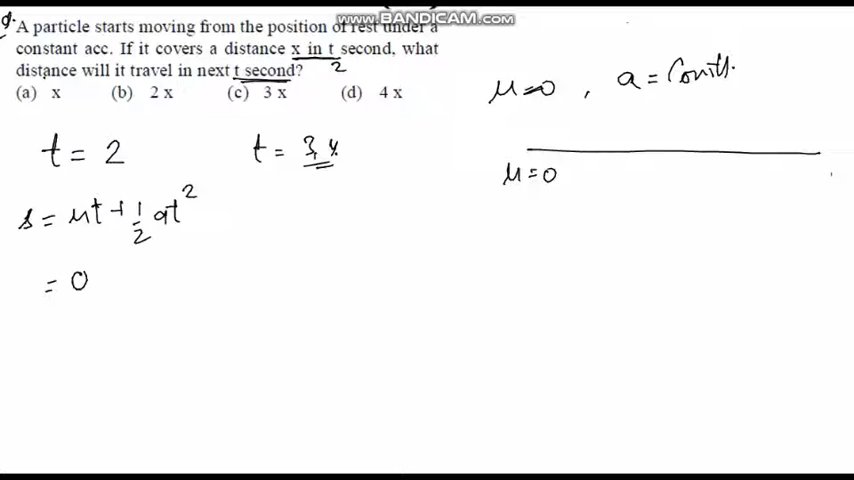 www.BANDICAM.com
Q. A particle starts moving from the position of rest under a
constant acc. If it covers a distance x in t second, what
distance will it travel in next t second?
2
(a) x (b) 2 x (c) 3 x (d) 4 x
u=0 , a = Constt.
t = 2 t = 3,4
u=0
s = ut + 1/2 at²
= 0